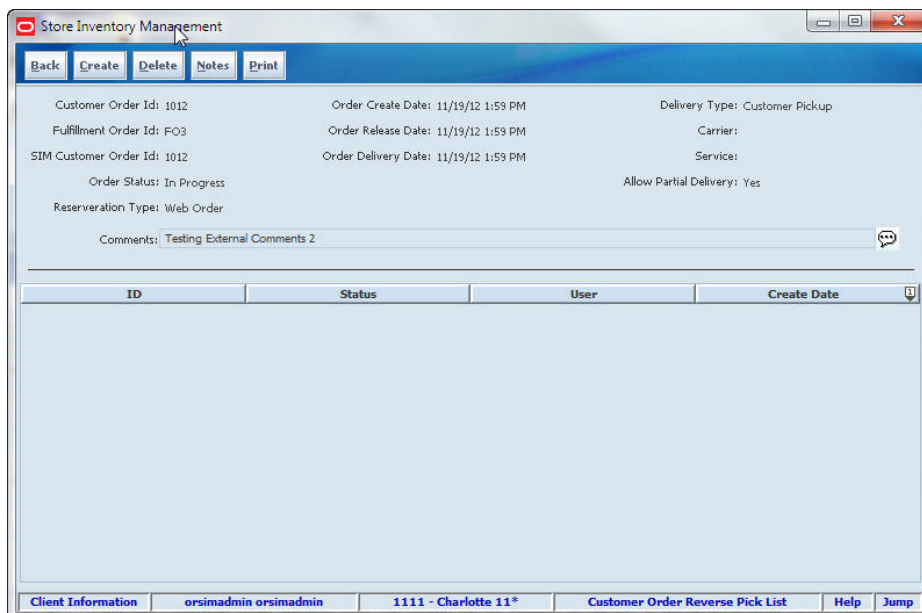 Store Inventory Management
Back Create Delete Notes Print
Customer Order Id: 1012 Order Create Date: 11/19/12 1:59 PM Delivery Type: Customer Pickup
Fulfillment Order Id: FO3 Order Release Date: 11/19/12 1:59 PM Carrier:
SIM Customer Order Id: 1012 Order Delivery Date: 11/19/12 1:59 PM Service:
Order Status: In Progress Allow Partial Delivery: Yes
Reserveration Type: Web Order
Comments: Testing External Comments 2
ID Status User Create Date 1
Client Information orsimadmin orsimadmin 1111 - Charlotte 11* Customer Order Reverse Pick List Help Jump